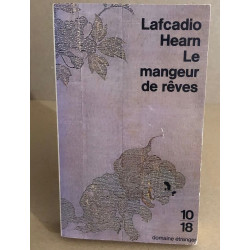 Lafcadio
Hearn
Le
mangeur
de rêves
10
18
domaine étranger